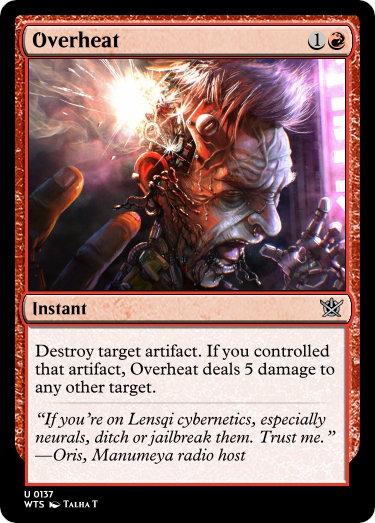 Overheat 1
Instant
Destroy target artifact. If you controlled
that artifact, Overheat deals 5 damage to
any other target.
“If you’re on Lensqi cybernetics, especially
neurals, ditch or jailbreak them. Trust me.”
—Oris, Manumeya radio host
U 0137
WTS Talha T